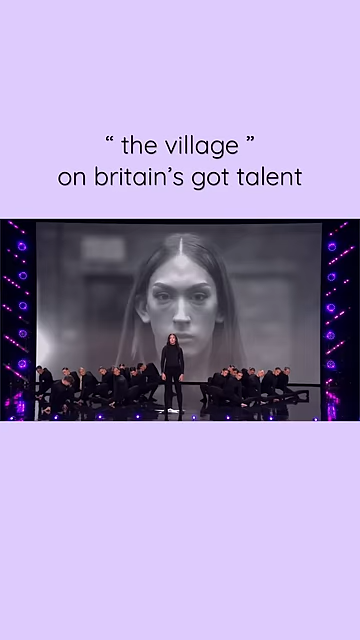 “ the village ”
on britain’s got talent